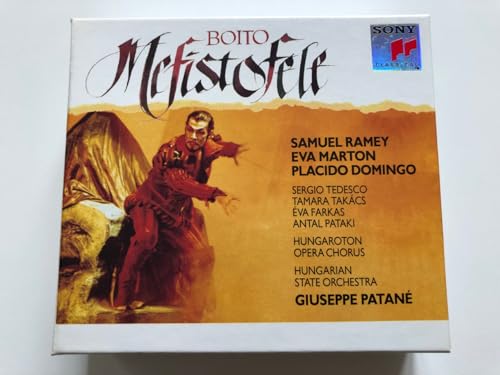 BOITO
Mefistofele
SONY
CLASSICAL
SAMUEL RAMEY
EVA MARTON
PLACIDO DOMINGO
SERGIO TEDESCO
TAMARA TAKÁCS
ÉVA FARKAS
ANTAL PATAKI
HUNGAROTON
OPERA CHORUS
HUNGARIAN
STATE ORCHESTRA
GIUSEPPE PATANÉ